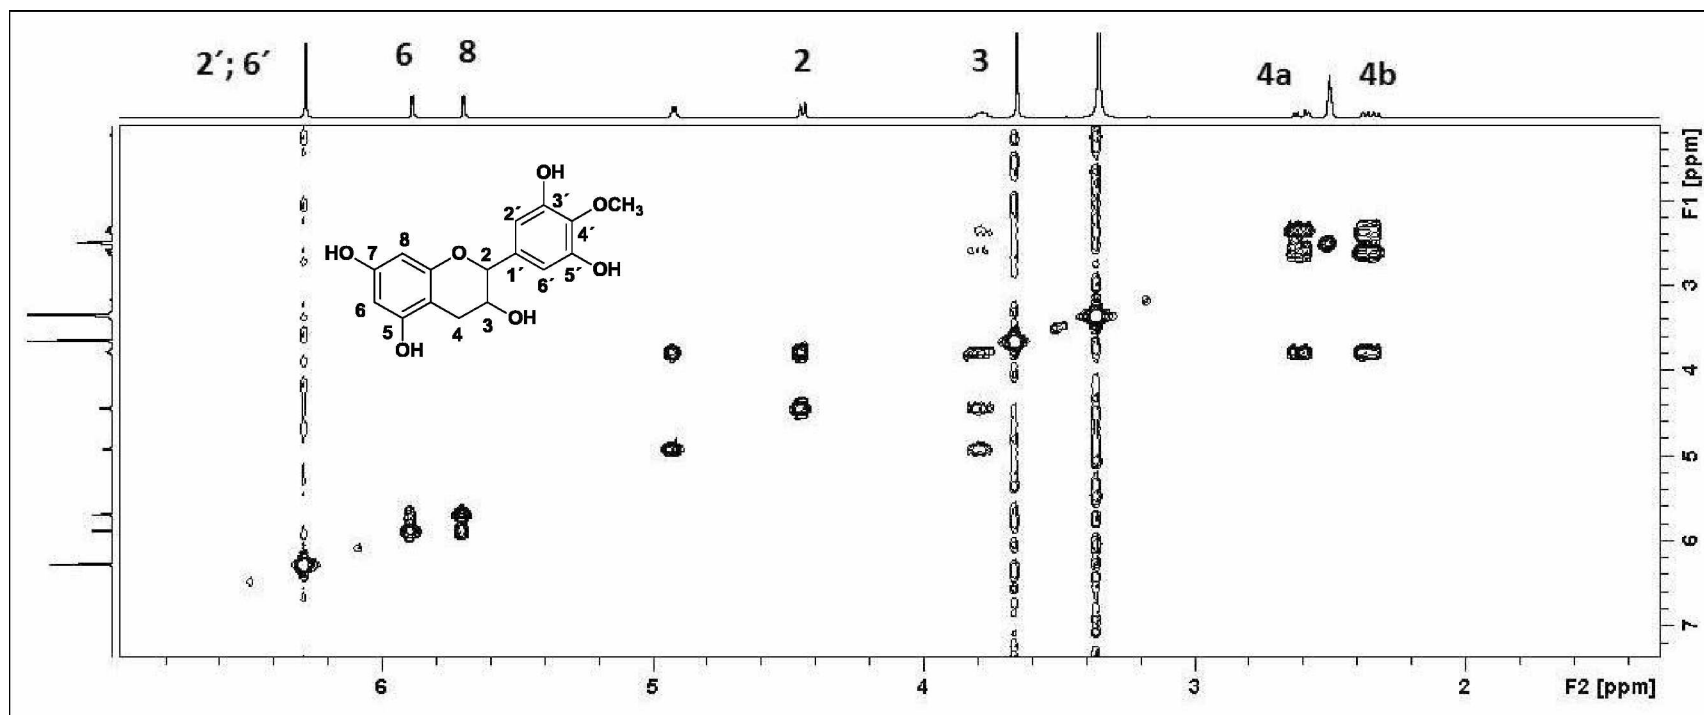 2´; 6´ 6 8 2 3 4a 4b
OH
3´ OCH3
2´
4´
8 O 2 5´ OH
HO 7 1´ 6´
6 3 OH
5 4
OH
F1 [ppm]
3
4
5
6
7
6 5 4 3 2 F2 [ppm]